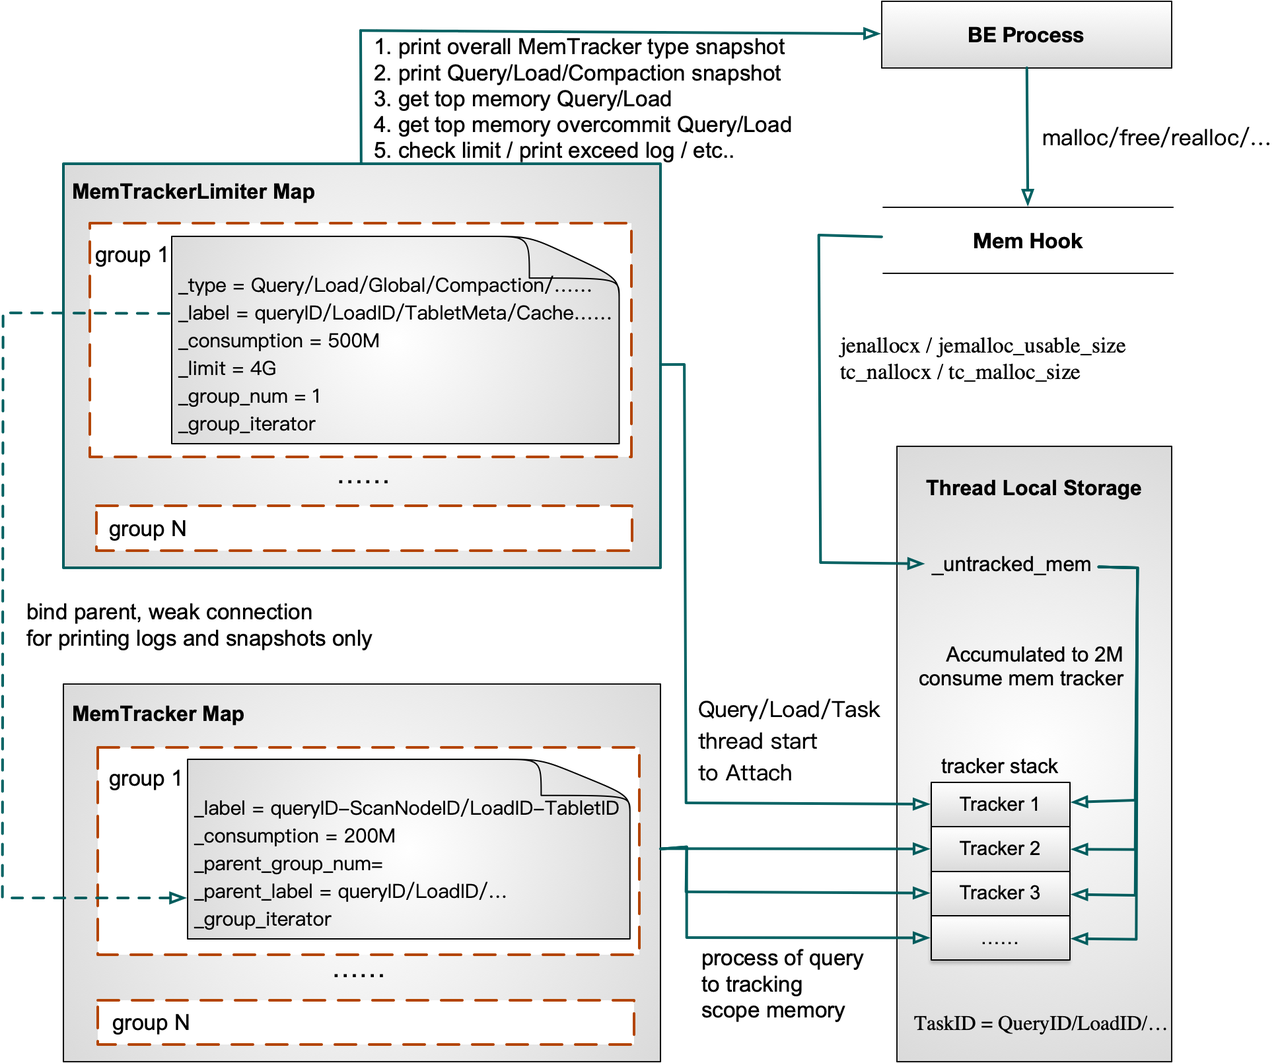 1. print overall MemTracker type snapshot
2. print Query/Load/Compaction snapshot
3. get top memory Query/Load
4. get top memory overcommit Query/Load
5. check limit / print exceed log / etc..
BE Process
malloc/free/realloc/...
Mem Hook
jenallocx / jemalloc_usable_size
tc_nallocx / tc_malloc_size
MemTrackerLimiter Map
group 1
_type = Query/Load/Global/Compaction/......
_label = queryID/LoadID/TabletMeta/Cache......
_consumption = 500M
_limit = 4G
_group_num = 1
_group_iterator
......
group N
bind parent, weak connection
for printing logs and snapshots only
MemTracker Map
group 1
_label = queryID-ScanNodeID/LoadID-TabletID
_consumption = 200M
_parent_group_num=
_parent_label = queryID/LoadID/...
_group_iterator
......
group N
Query/Load/Task
thread start
to Attach
process of query
to tracking
scope memory
Thread Local Storage
_untracked_mem
Accumulated to 2M
consume mem tracker
tracker stack
Tracker 1
Tracker 2
Tracker 3
......
TaskID = QueryID/LoadID/...